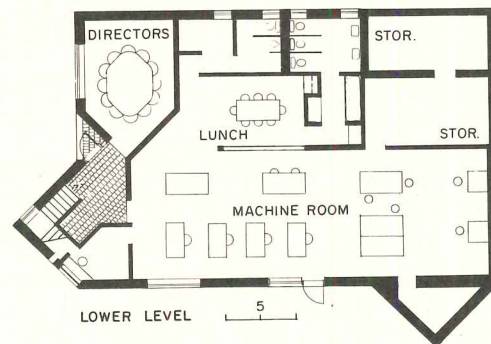 DIRECTORS
STOR.
LUNCH
STOR.
MACHINE ROOM
LOWER LEVEL
5